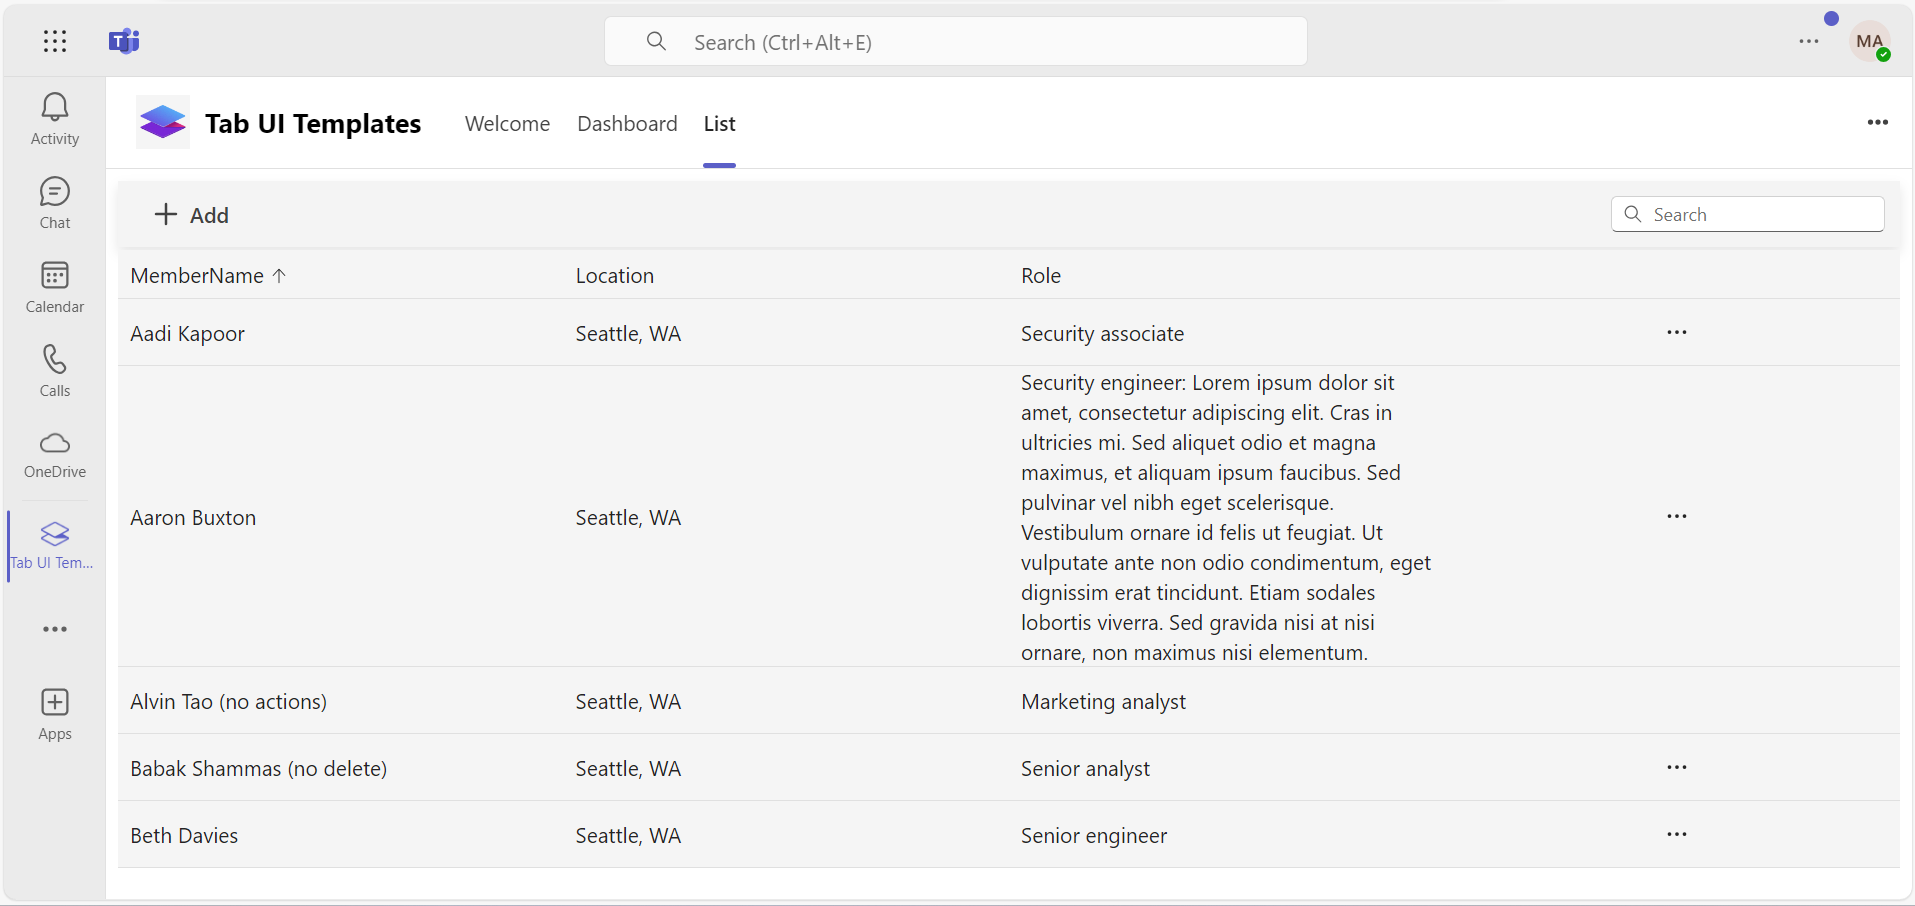 Search (Ctrl+Alt+E)
MA
Activity
Chat
Calendar
Calls
OneDrive
Tab UI Tem...
Apps
Tab UI Templates Welcome Dashboard List
Add
Search
MemberName Location Role
Aadi Kapoor Seattle, WA Security associate
Aaron Buxton Seattle, WA
Security engineer: Lorem ipsum dolor sit
amet, consectetur adipiscing elit. Cras in
ultricies mi. Sed aliquet odio et magna
maximus, et aliquam ipsum faucibus. Sed
pulvinar vel nibh eget scelerisque.
Vestibulum ornare id felis ut feugiat. Ut
vulputate ante non odio condimentum, eget
dignissim erat tincidunt. Etiam sodales
lobortis viverra. Sed gravida nisi at nisi
ornare, non maximus nisi elementum.
Alvin Tao (no actions) Seattle, WA Marketing analyst
Babak Shammas (no delete) Seattle, WA Senior analyst
Beth Davies Seattle, WA Senior engineer